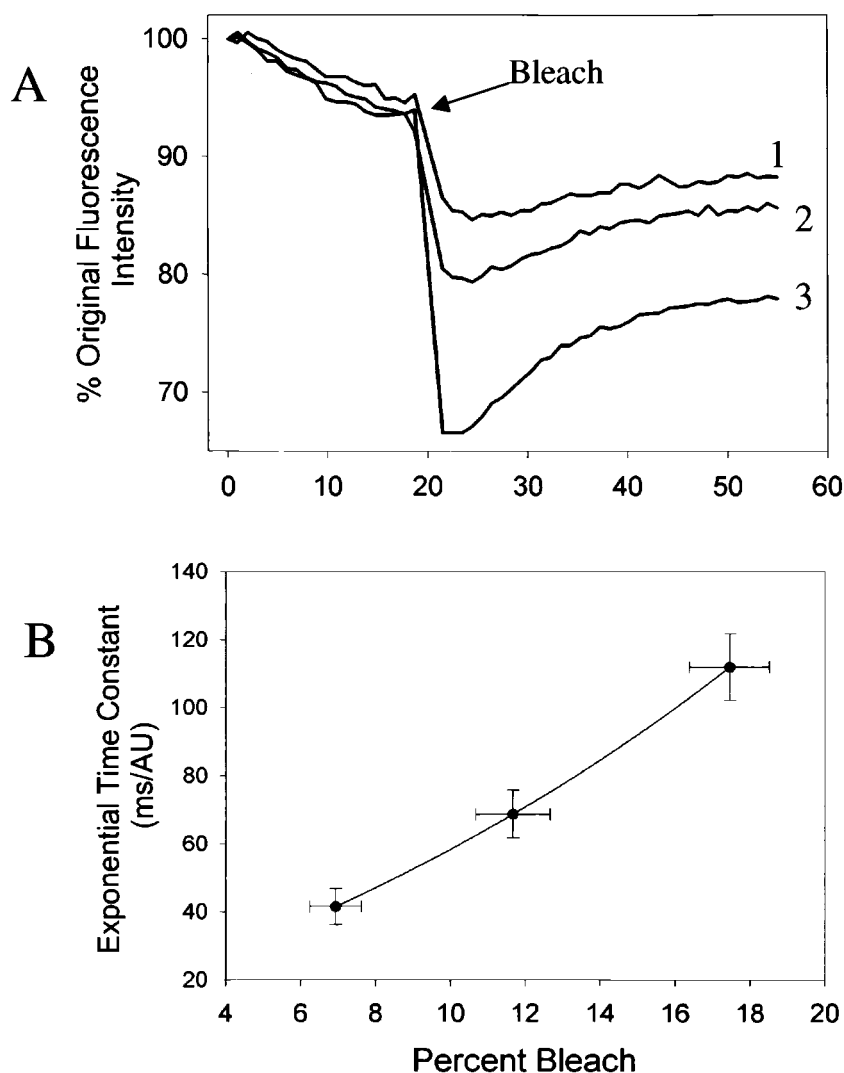 A
% Original Fluorescence
Intensity
100
90
80
70
Bleach
1
2
3
0 10 20 30 40 50 60
B
Exponential Time Constant
(ms/AU)
140
120
100
80
60
40
20
4 6 8 10 12 14 16 18 20
Percent Bleach